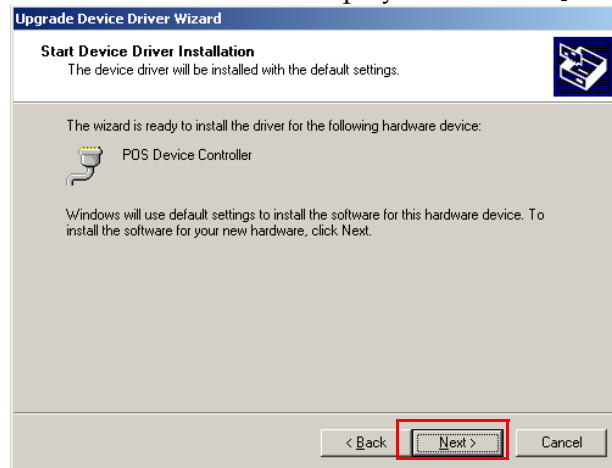 Upgrade Device Driver Wizard
Start Device Driver Installation
The device driver will be installed with the default settings.
The wizard is ready to install the driver for the following hardware device:
POS Device Controller
Windows will use default settings to install the software for this hardware device. To
install the software for your new hardware, click Next.
< Back
Next >
Cancel